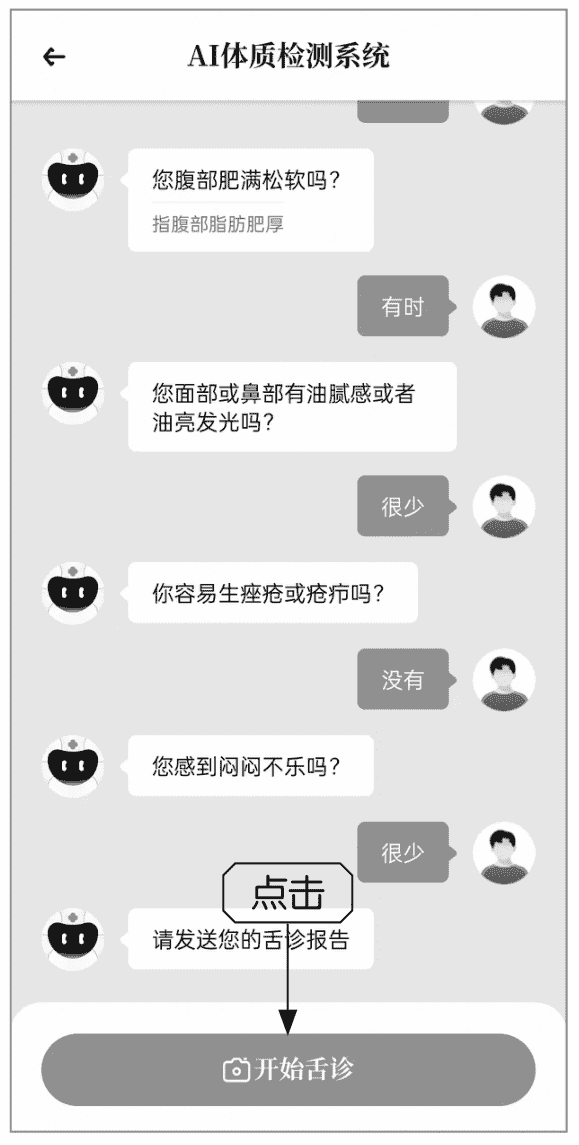 AI体质检测系统
您腹部肥满松软吗？
指腹部脂肪肥厚
有时
您面部或鼻部有油腻感或者
油亮发光吗？
很少
你容易生痤疮或疮疖吗？
没有
您感到闷闷不乐吗？
很少
点击
请发送您的舌诊报告
开始舌诊